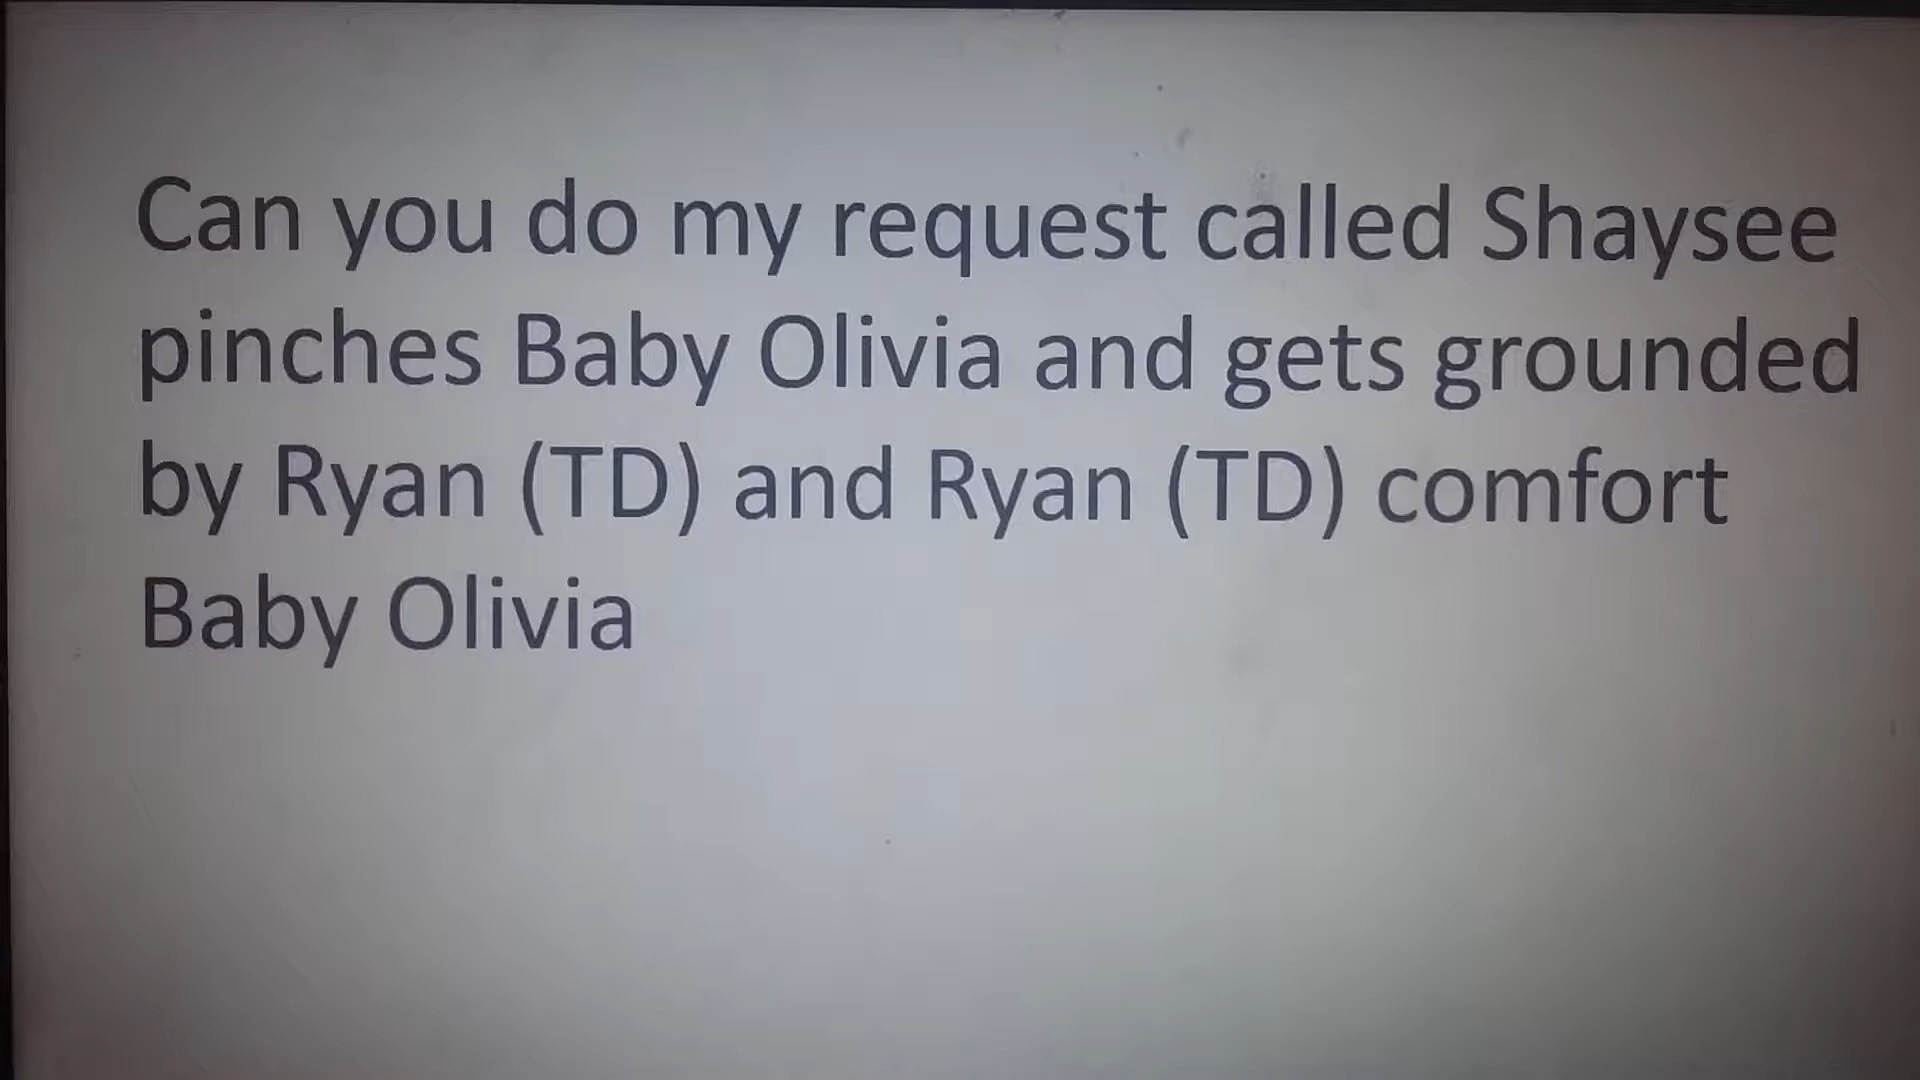 Can you do my request called Shaysee
pinches Baby Olivia and gets grounded
by Ryan (TD) and Ryan (TD) comfort
Baby Olivia